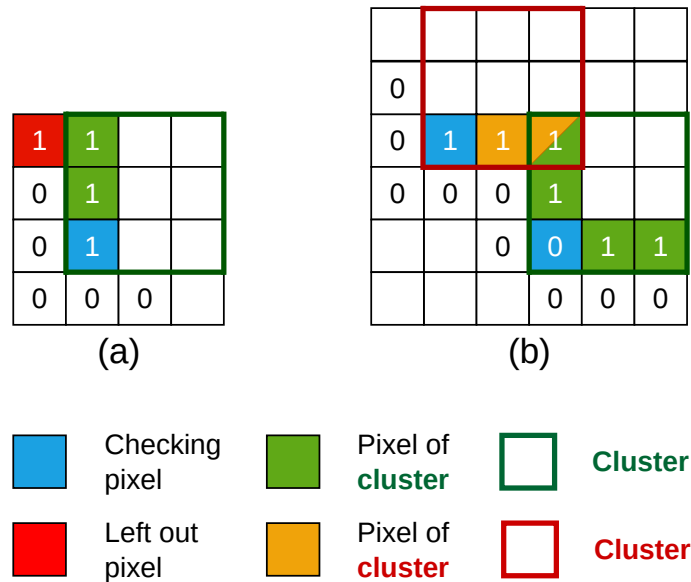 0
1 1
0 1 1 1
0 1 0 0 0 1
0 1 0 0 1 1
0 0 0 0 0 0
(a) (b)
Checking pixel
Pixel of cluster
Cluster
Left out pixel
Pixel of cluster
Cluster